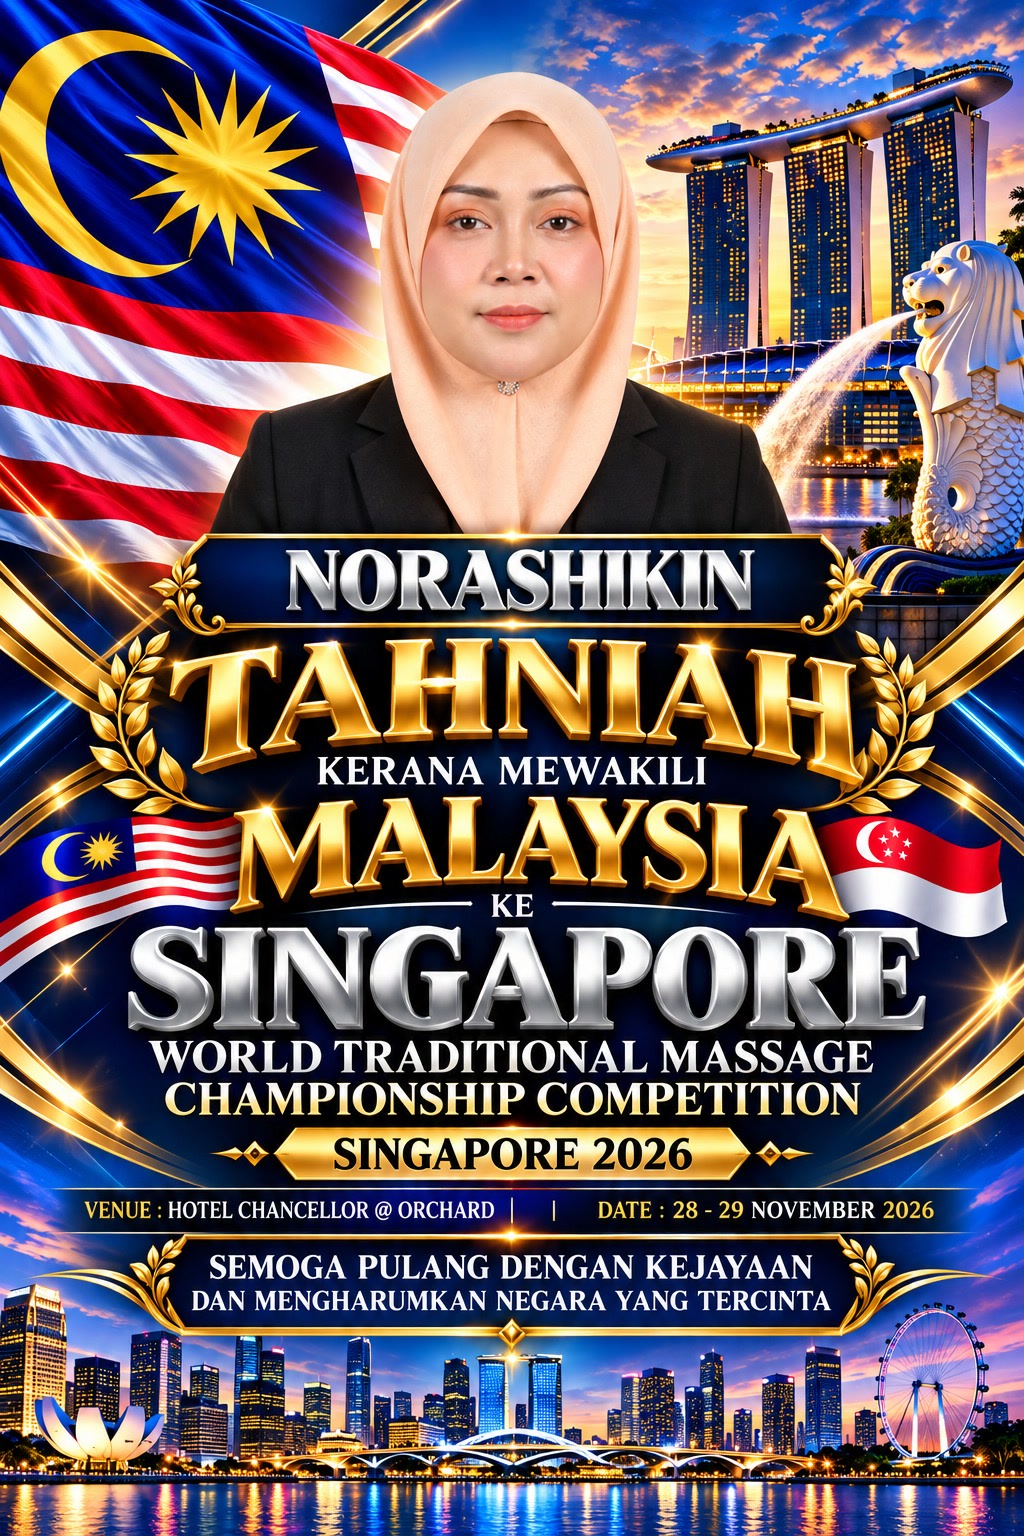 NORASHIKIN
TAHNIAH
KERANA MEWAKILI
MALAYSIA
KE
SINGAPORE
WORLD TRADITIONAL MASSAGE
CHAMPIONSHIP COMPETITION
SINGAPORE 2026
VENUE : HOTEL CHANCELLOR @ ORCHARD | | DATE : 28 - 29 NOVEMBER 2026
SEMOGA PULANG DENGAN KEJAYAAN
DAN MENGHARUMKAN NEGARA YANG TERCINTA